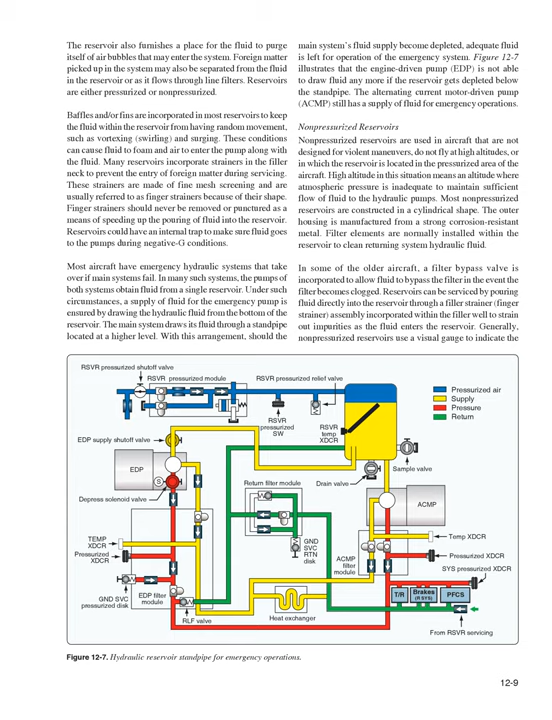 The reservoir also furnishes a place for the fluid to purge
itself of air bubbles that may enter the system. Foreign matter
picked up in the system may also be separated from the fluid
in the reservoir or as it flows through line filters. Reservoirs
are either pressurized or nonpressurized.
Baffles and/or fins are incorporated in most reservoirs to keep
the fluid within the reservoir from having random movement,
such as vortexing (swirling) and surging. These conditions
can cause fluid to foam and air to enter the pump along with
the fluid. Many reservoirs incorporate strainers in the filler
neck to prevent the entry of foreign matter during servicing.
These strainers are made of fine mesh screening and are
usually referred to as finger strainers because of their shape.
Finger strainers should never be removed or punctured as a
means of speeding up the pouring of fluid into the reservoir.
Reservoirs could have an internal trap to make sure fluid goes
to the pumps during negative-G conditions.
Most aircraft have emergency hydraulic systems that take
over if main systems fail. In many such systems, the pumps of
both systems obtain fluid from a single reservoir. Under such
circumstances, a supply of fluid for the emergency pump is
ensured by drawing the hydraulic fluid from the bottom of the
reservoir. The main system draws its fluid through a standpipe
located at a higher level. With this arrangement, should the
main system's fluid supply become depleted, adequate fluid
is left for operation of the emergency system. Figure 12-7
illustrates that the engine-driven pump (EDP) is not able
to draw fluid any more if the reservoir gets depleted below
the standpipe. The alternating current motor-driven pump
(ACMP) still has a supply of fluid for emergency operations.
Nonpressurized Reservoirs
Nonpressurized reservoirs are used in aircraft that are not
designed for violent maneuvers, do not fly at high altitudes, or
in which the reservoir is located in the pressurized area of the
aircraft. High altitude in this situation means an altitude where
atmospheric pressure is inadequate to maintain sufficient
flow of fluid to the hydraulic pumps. Most nonpressurized
reservoirs are constructed in a cylindrical shape. The outer
housing is manufactured from a strong corrosion-resistant
metal. Filter elements are normally installed within the
reservoir to clean returning system hydraulic fluid.
In some of the older aircraft, a filter bypass valve is
incorporated to allow fluid to bypass the filter in the event the
filter becomes clogged. Reservoirs can be serviced by pouring
fluid directly into the reservoir through a filler strainer (finger
strainer) assembly incorporated within the filler well to strain
out impurities as the fluid enters the reservoir. Generally,
nonpressurized reservoirs use a visual gauge to indicate the
RSVR pressurized shutoff valve
RSVR pressurized module
RSVR pressurized relief valve
Pressurized air
Supply
Pressure
Return
RSVR
pressurized
SW
RSVR
temp
XDCR
EDP supply shutoff valve
EDP
S
Return filter module
Drain valve
Sample valve
Depress solenoid valve
ACMP
TEMP
XDCR
Pressurized
XDCR
GND
SVC
RTN
disk
ACMP
filter
module
Temp XDCR
Pressurized XDCR
SYS pressurized XDCR
GND SVC
pressurized disk
EDP filter
module
RLF valve
Heat exchanger
T/R
Brakes
(R SYS)
PFCS
From RSVR servicing
Figure 12-7. Hydraulic reservoir standpipe for emergency operations.
12-9